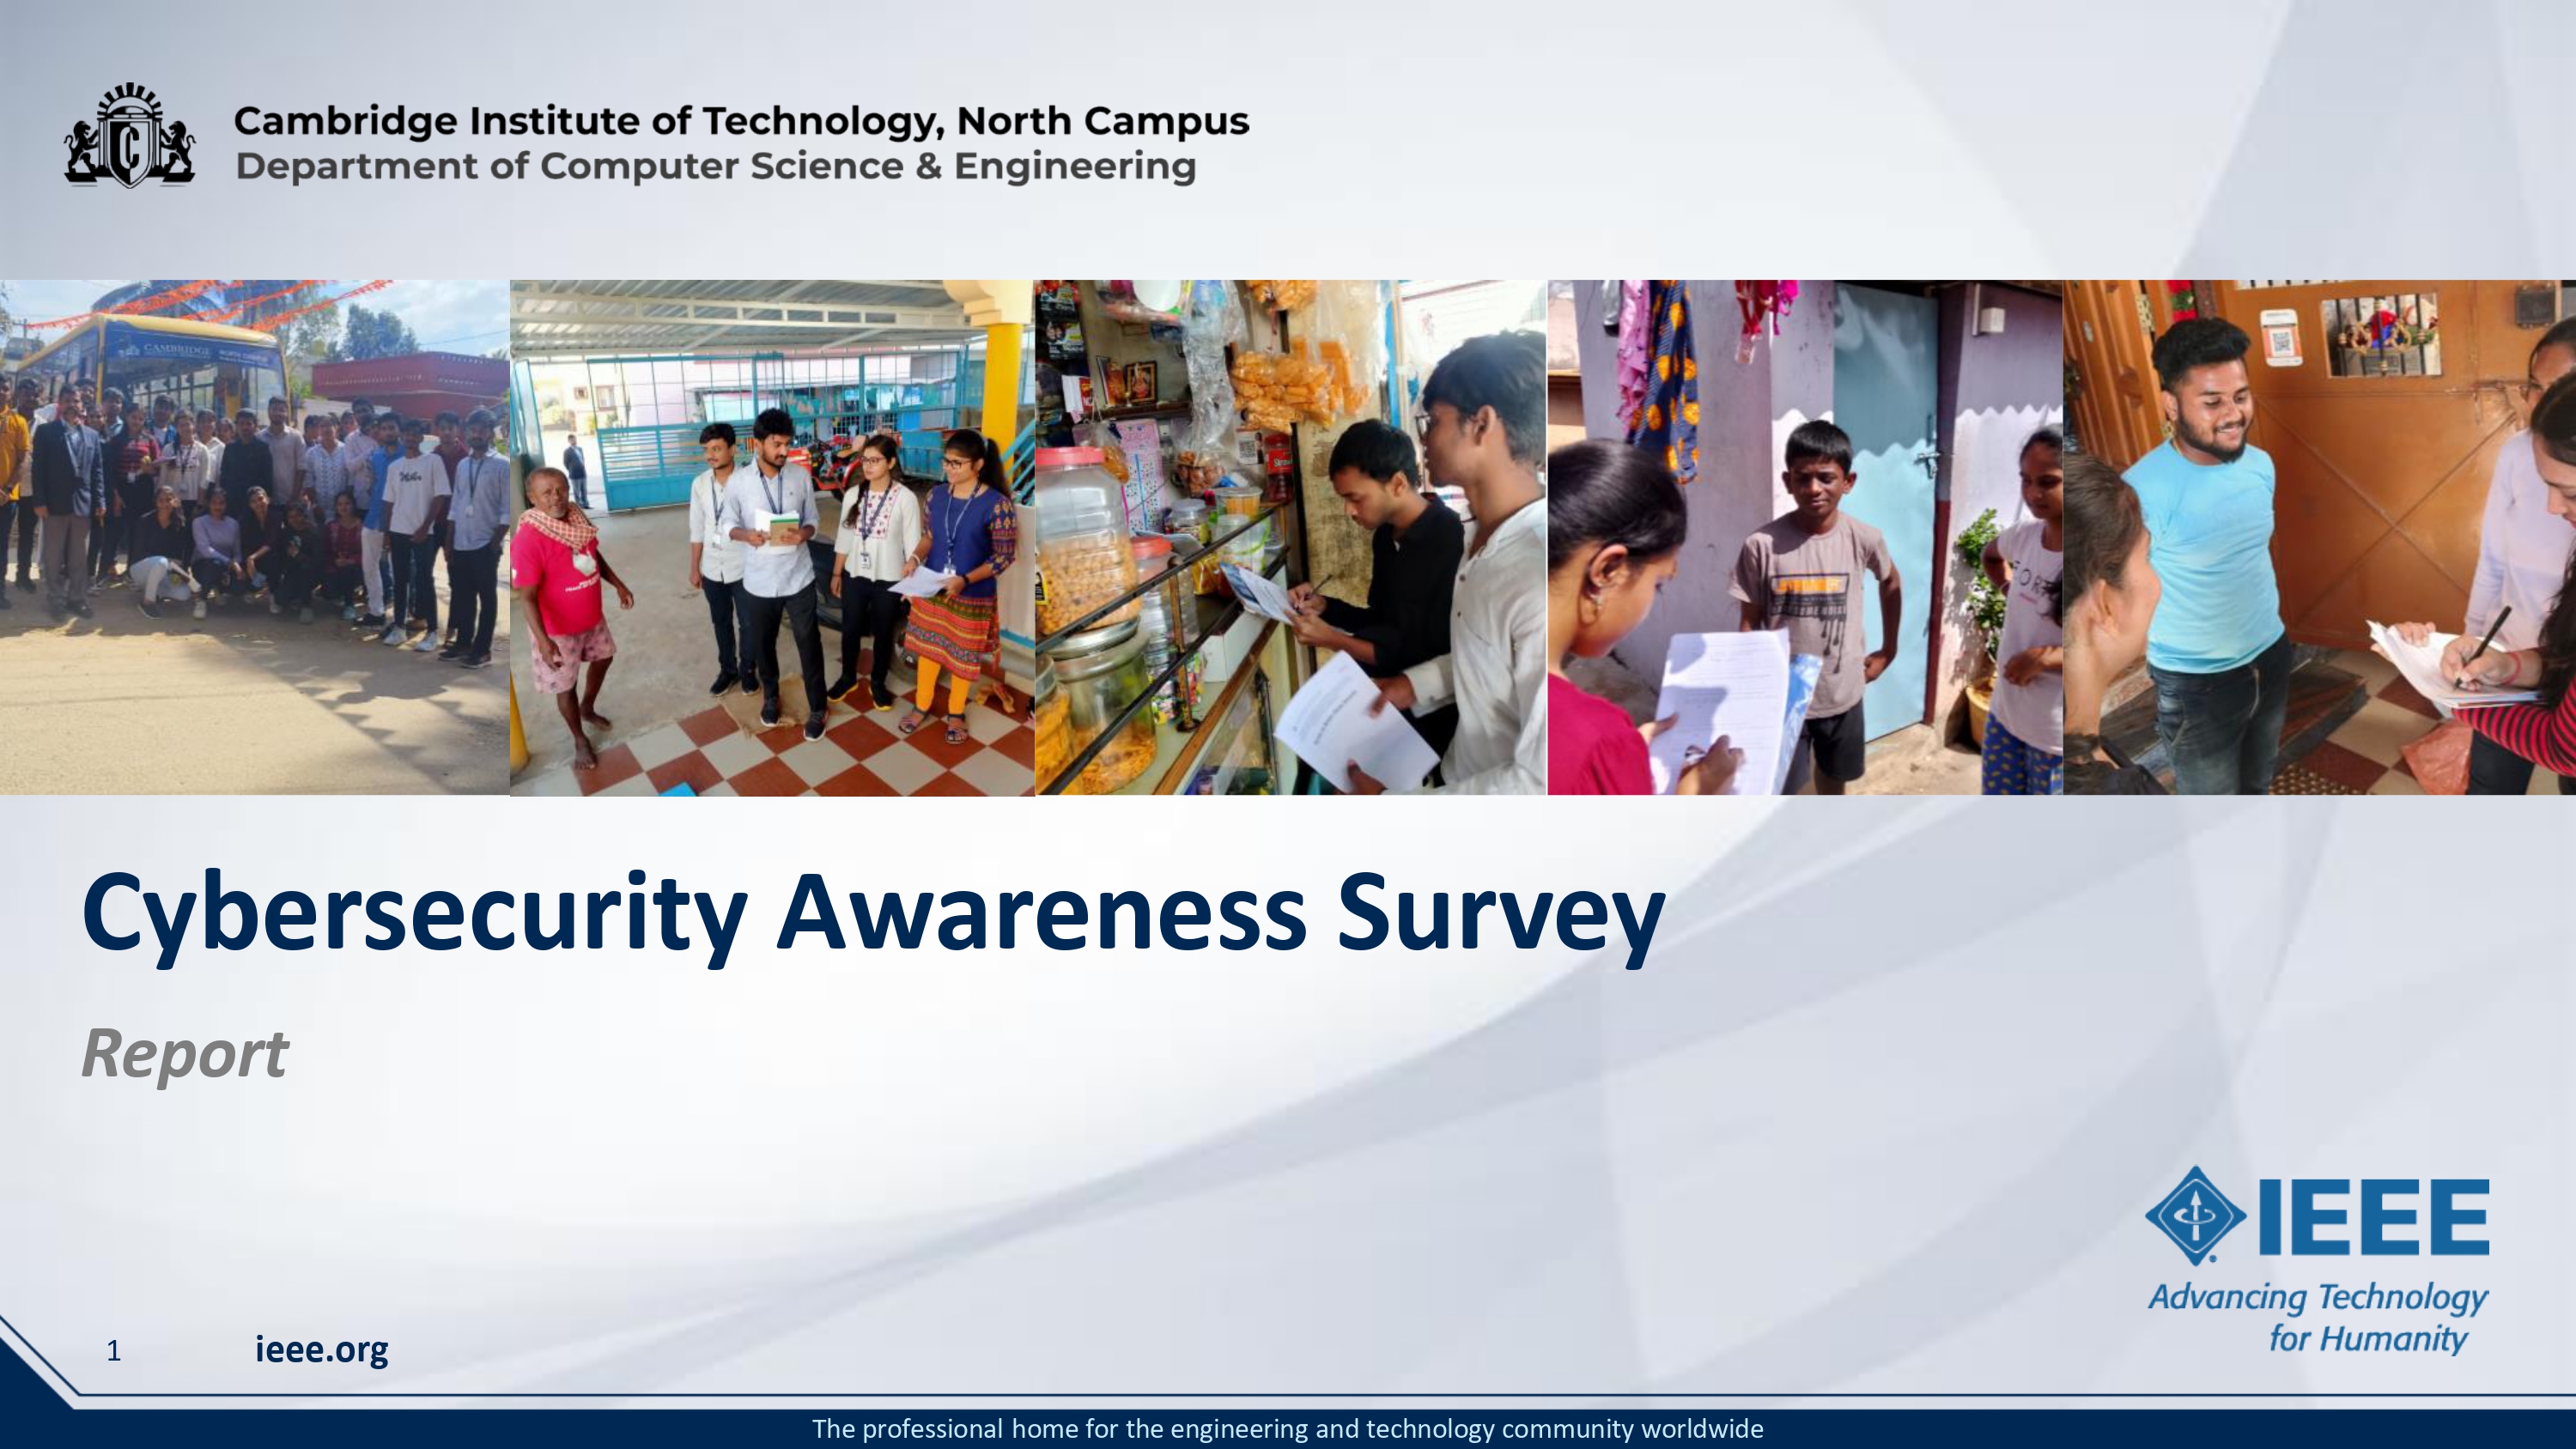 Cambridge Institute of Technology, North Campus
Department of Computer Science & Engineering
CAMBRIDGE
Cybersecurity Awareness Survey
Report
IEEE
Advancing Technology
for Humanity
1
ieee.org
The professional home for the engineering and technology community worldwide